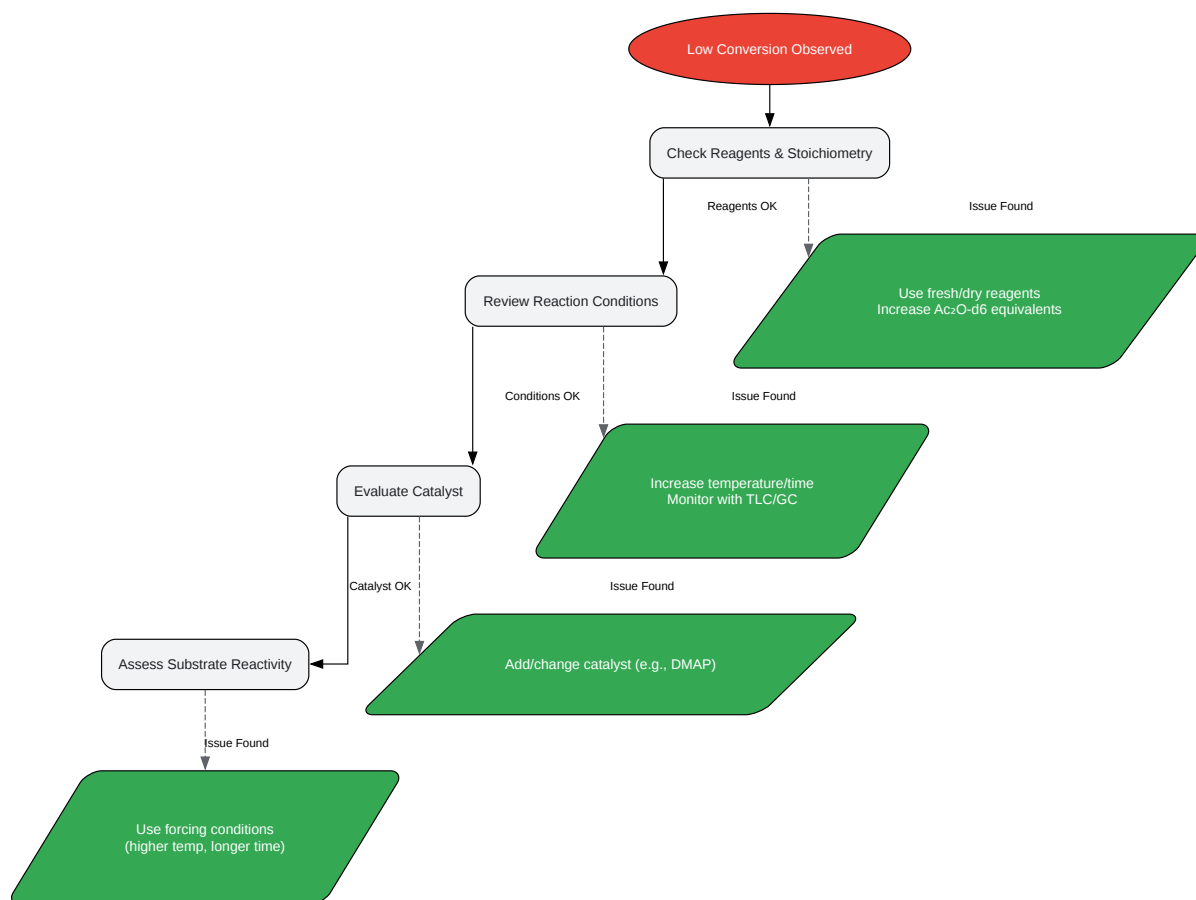 Low Conversion Observed
Check Reagents & Stoichiometry
Reagents OK
Issue Found
Use fresh/dry reagents
Increase Ac₂O-d6 equivalents
Review Reaction Conditions
Conditions OK
Issue Found
Increase temperature/time
Monitor with TLC/GC
Evaluate Catalyst
Catalyst OK
Issue Found
Add/change catalyst (e.g., DMAP)
Assess Substrate Reactivity
Issue Found
Use forcing conditions
(higher temp, longer time)